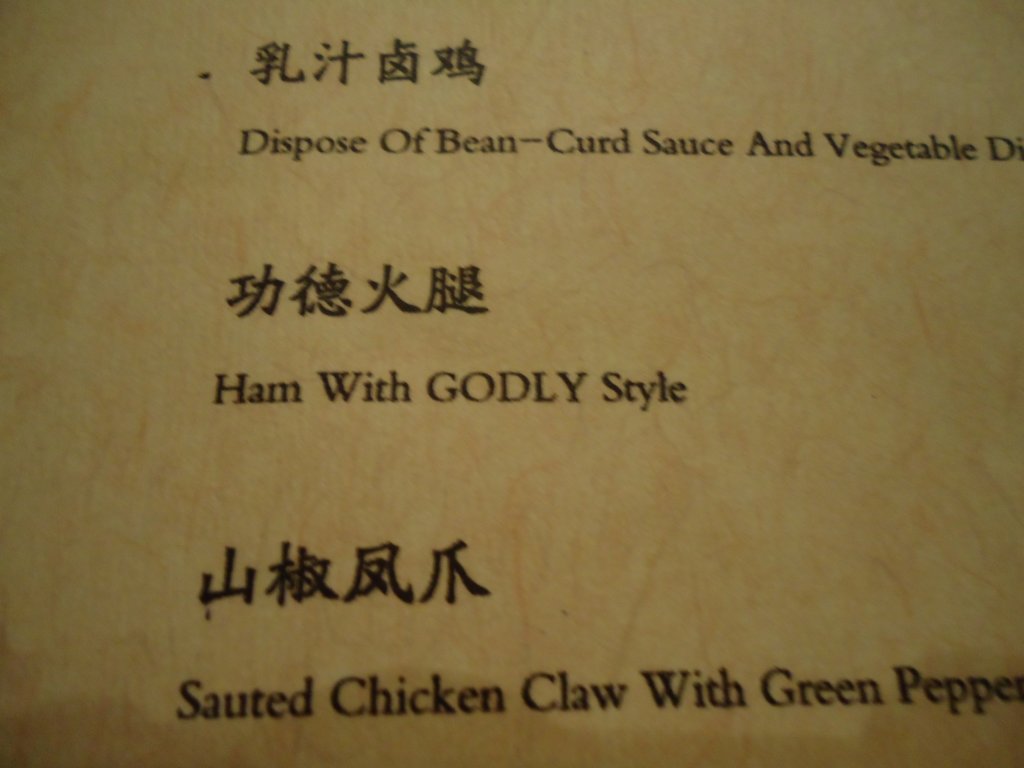 乳汁卤鸡
Dispose Of Bean-Curd Sauce And Vegetable
功德火腿
Ham With GODLY Style
山椒凤爪
Sauted Chicken Claw With Green Pepper